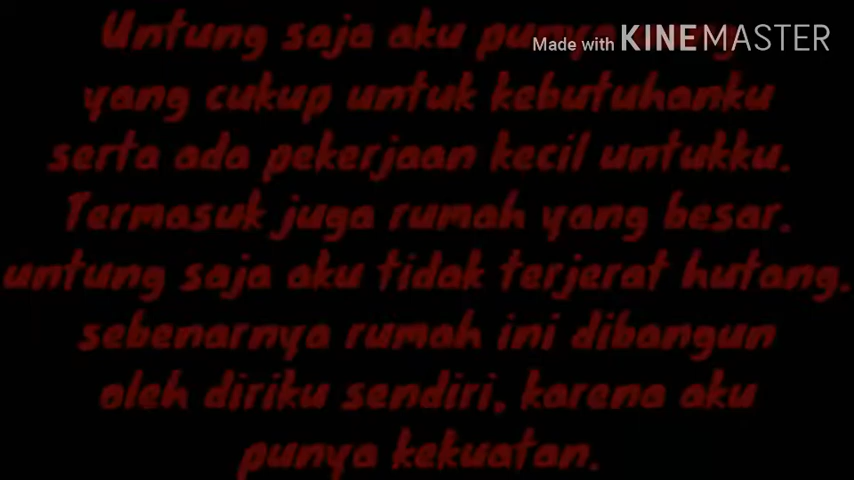 Untung saja aku punya
Made with KINEMASTER
yang cukup untuk kebutuhanku
serta ada pekerjaan kecil untukku.
Termasuk juga rumah yang besar.
untung saja aku tidak terjerat hutang.
sebenarnya rumah ini dibangun
oleh diriku sendiri, karena aku
punya kekuatan.